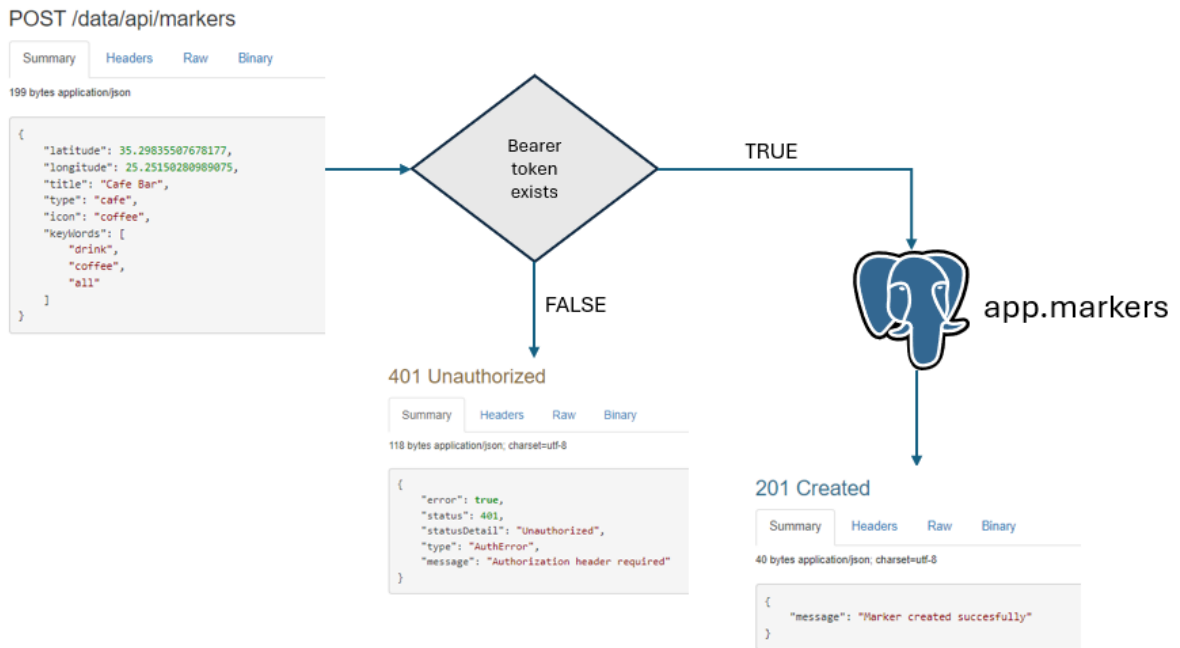 POST /data/api/markers
Summary Headers Raw Binary
199 bytes application/json
{
"latitude": 35.29835507678177,
"longitude": 25.25150280989075,
"title": "Cafe Bar",
"type": "cafe",
"icon": "coffee",
"keyWords": [
"drink",
"coffee",
"all"
]
}
Bearer
token
exists
TRUE
FALSE
app.markers
401 Unauthorized
Summary Headers Raw Binary
118 bytes application/json; charset=utf-8
{
"error": true,
"status": 401,
"statusDetail": "Unauthorized",
"type": "AuthError",
"message": "Authorization header required"
}
201 Created
Summary Headers Raw Binary
40 bytes application/json; charset=utf-8
{
"message": "Marker created succesfully"
}